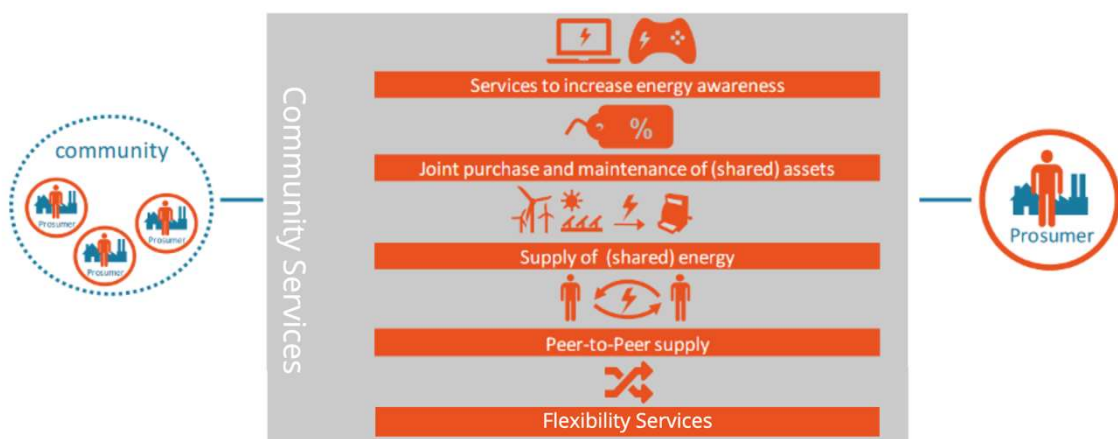 community
Prosumer
Prosumer
Prosumer
Community Services
Services to increase energy awareness
%
Joint purchase and maintenance of (shared) assets
Supply of (shared) energy
Peer-to-Peer supply
Flexibility Services
Prosumer